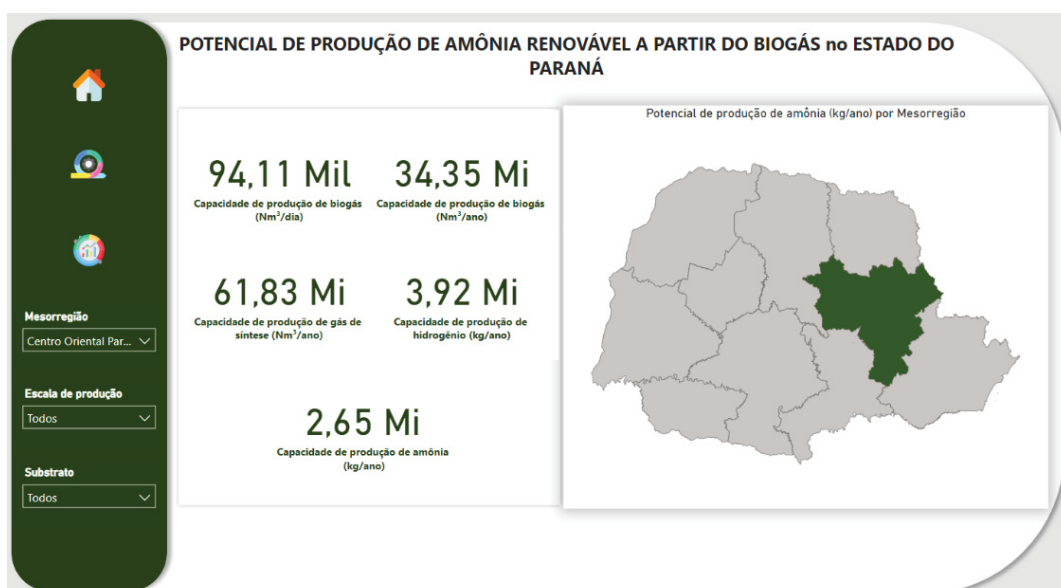 POTENCIAL DE PRODUÇÃO DE AMÔNIA RENOVÁVEL A PARTIR DO BIOGÁS no ESTADO DO
PARANÁ
Mesorregião
Centro Oriental Par...
Escala de produção
Todos
Substrato
Todos
94,11 Mil
Capacidade de produção de biogás
(Nm³/dia)
34,35 Mi
Capacidade de produção de biogás
(Nm³/ano)
61,83 Mi
Capacidade de produção de gás de
síntese (Nm³/ano)
3,92 Mi
Capacidade de produção de
hidrogênio (kg/ano)
2,65 Mi
Capacidade de produção de amônia
(kg/ano)
Potencial de produção de amônia (kg/ano) por Mesorregião